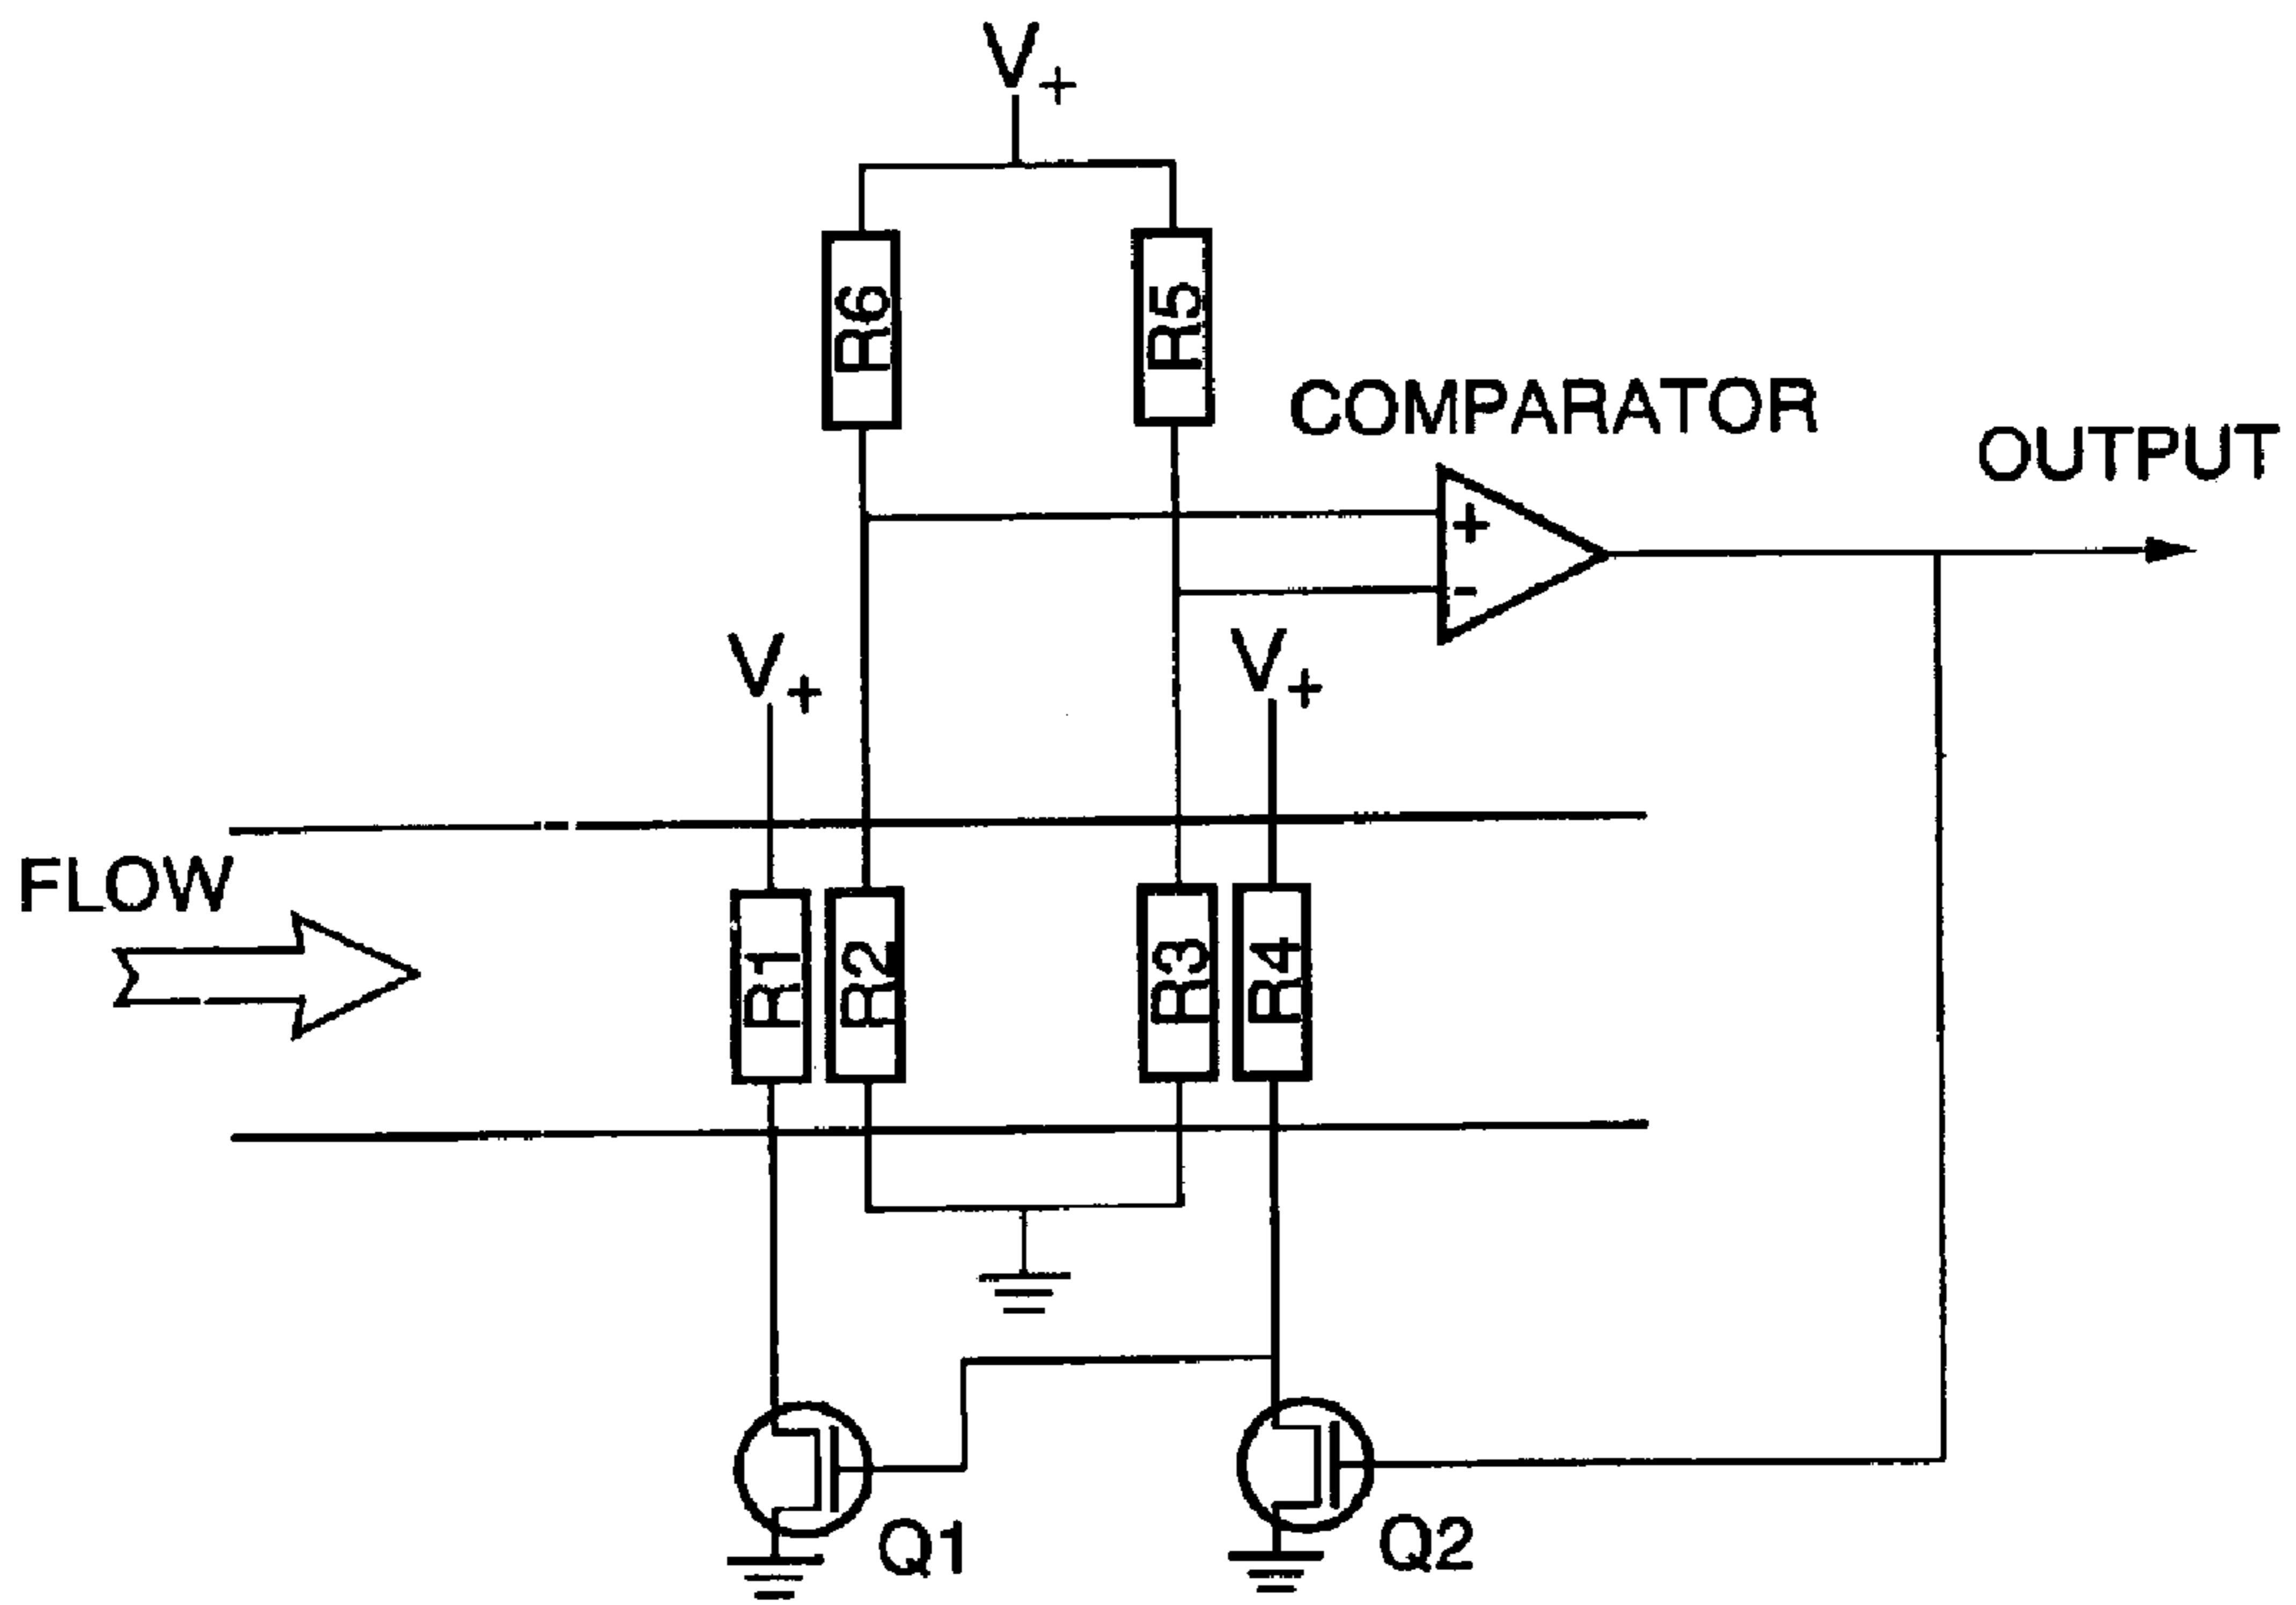 V+
R6
R5
COMPARATOR
OUTPUT
+
-
V+
V+
FLOW
R1
R2
R3
R4
Q1
Q2